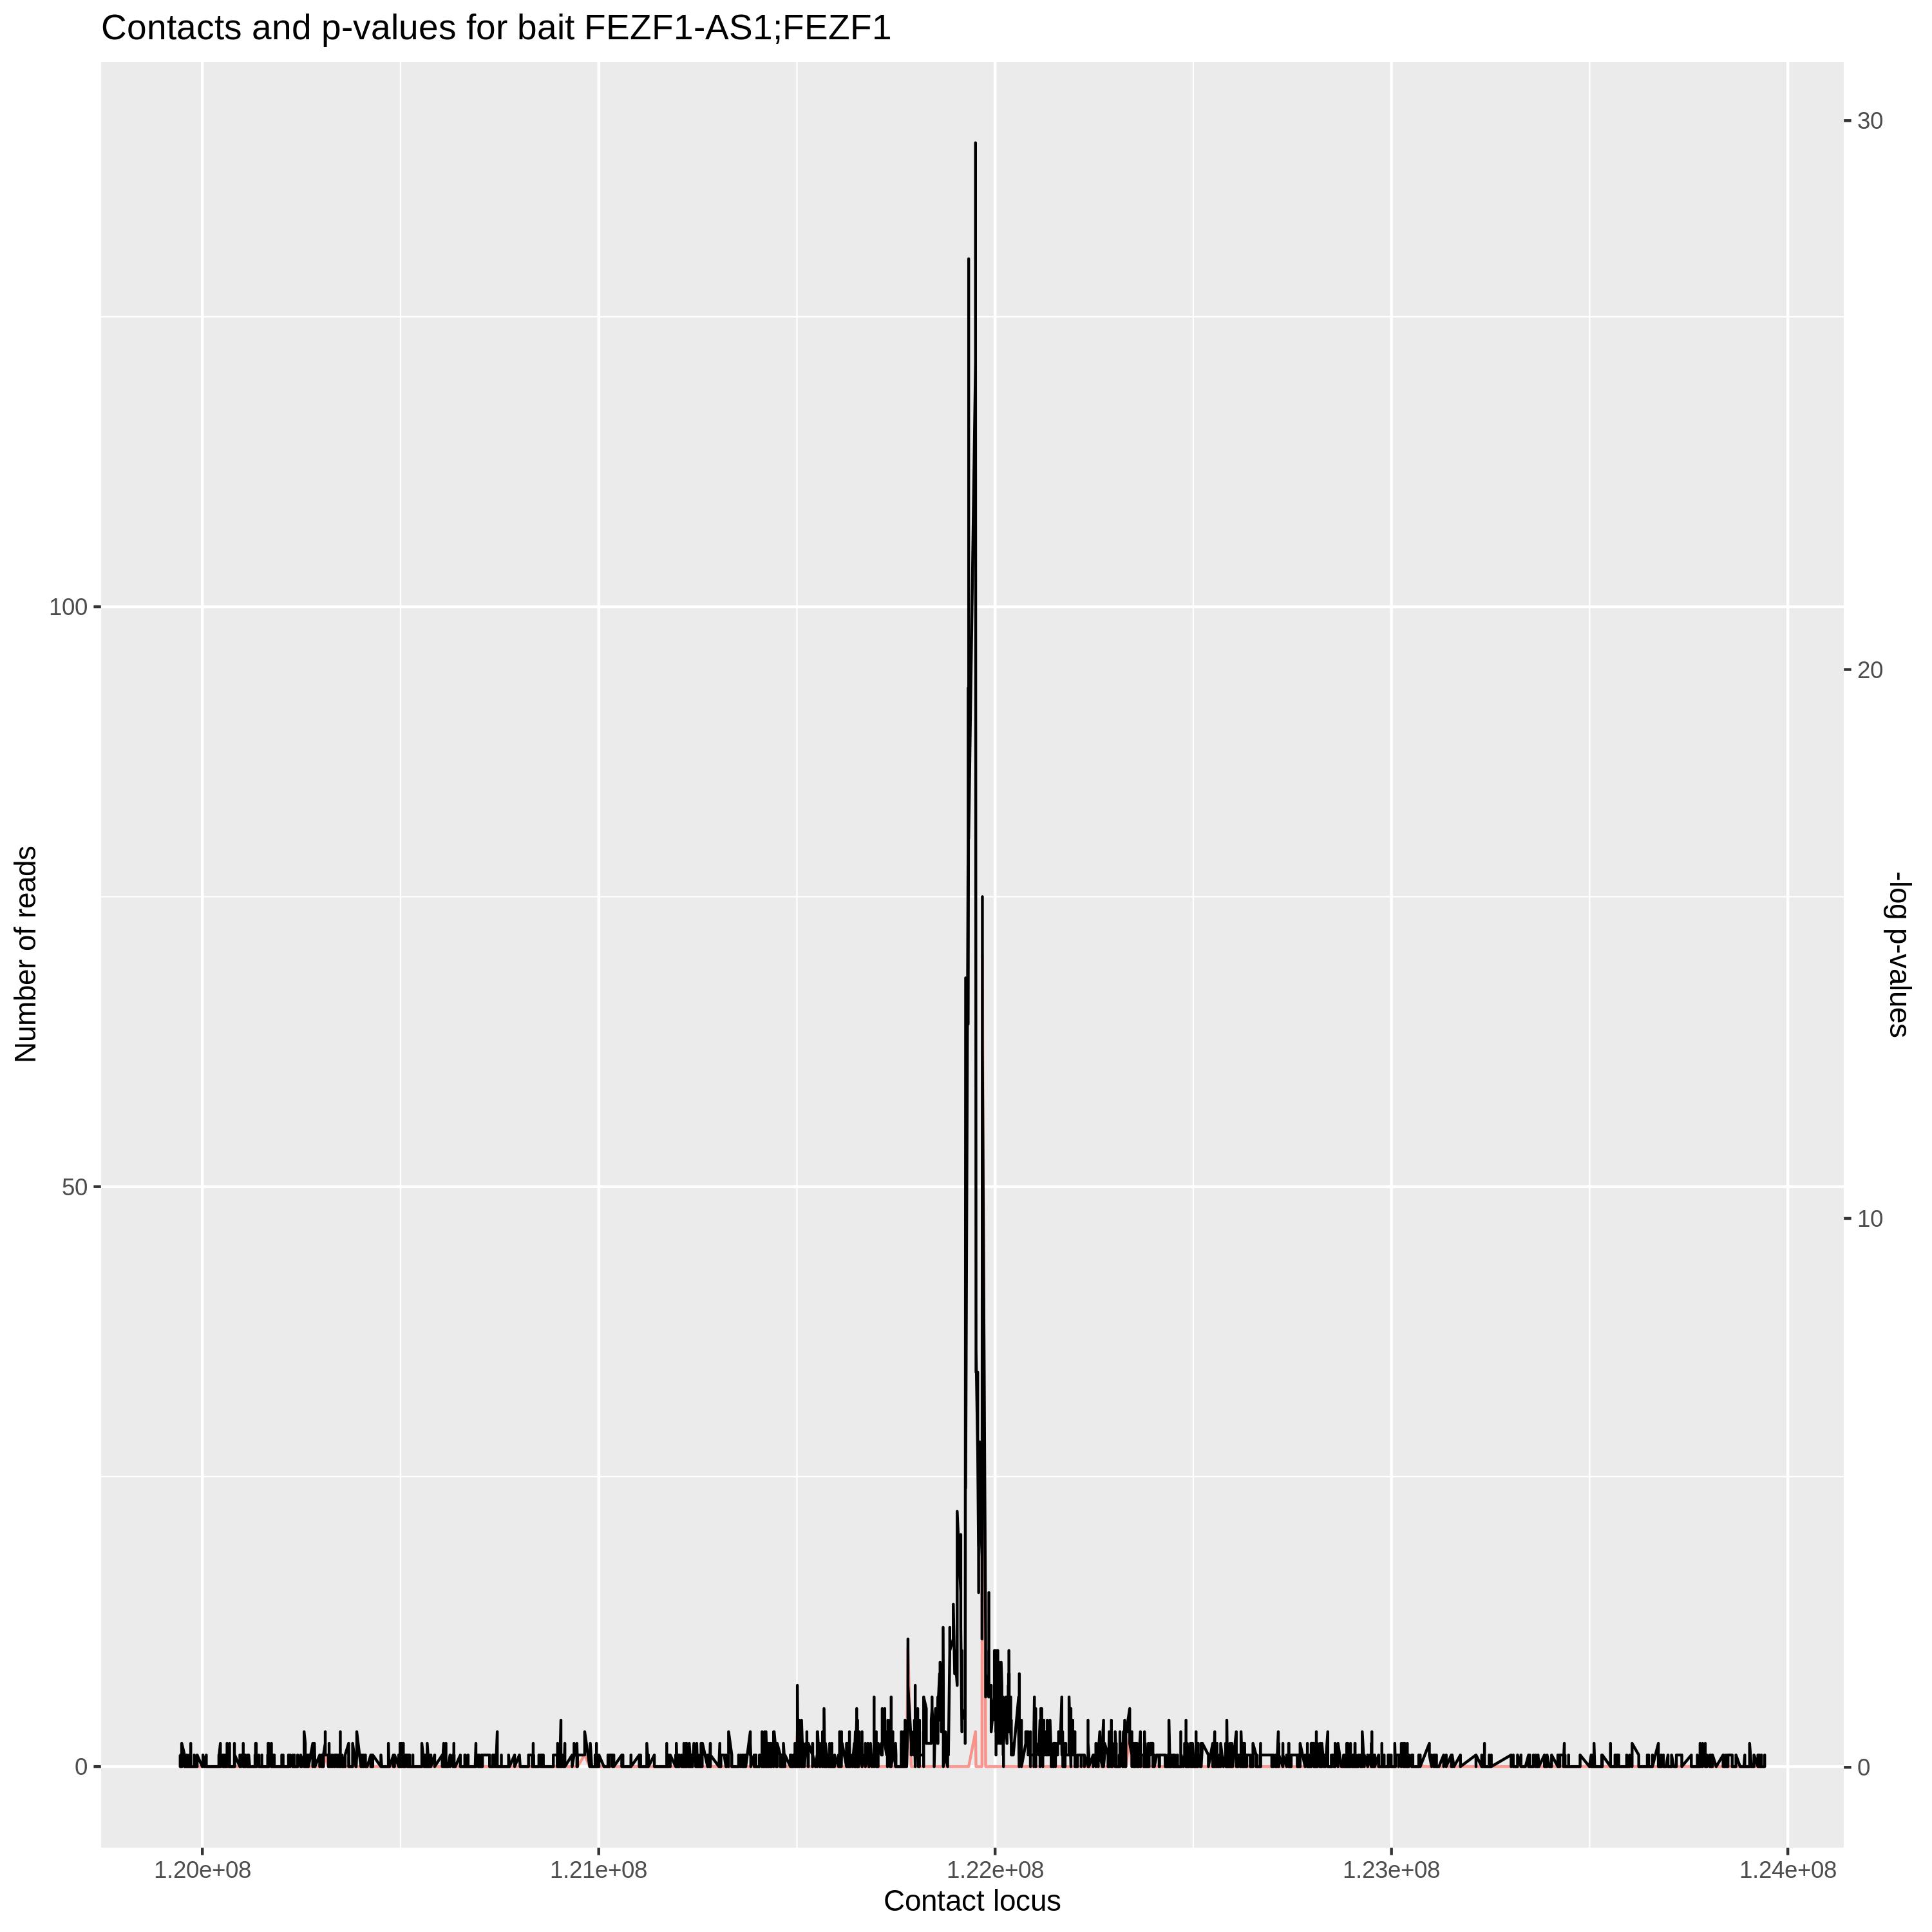 Contacts and p-values for bait FEZF1-AS1;FEZF1
30
100
20
Number of reads
-log p-values
50
10
0
0
1.20e+08
1.21e+08
1.22e+08
1.23e+08
1.24e+08
Contact locus